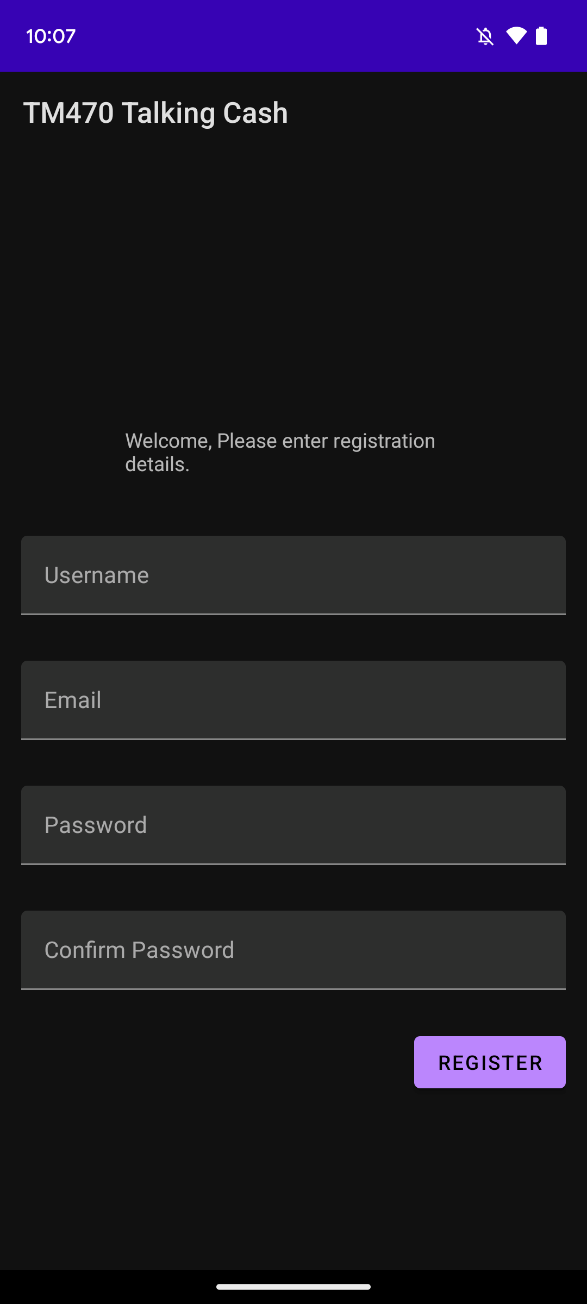 10:07
TM470 Talking Cash
Welcome, Please enter registration
details.
Username
Email
Password
Confirm Password
REGISTER